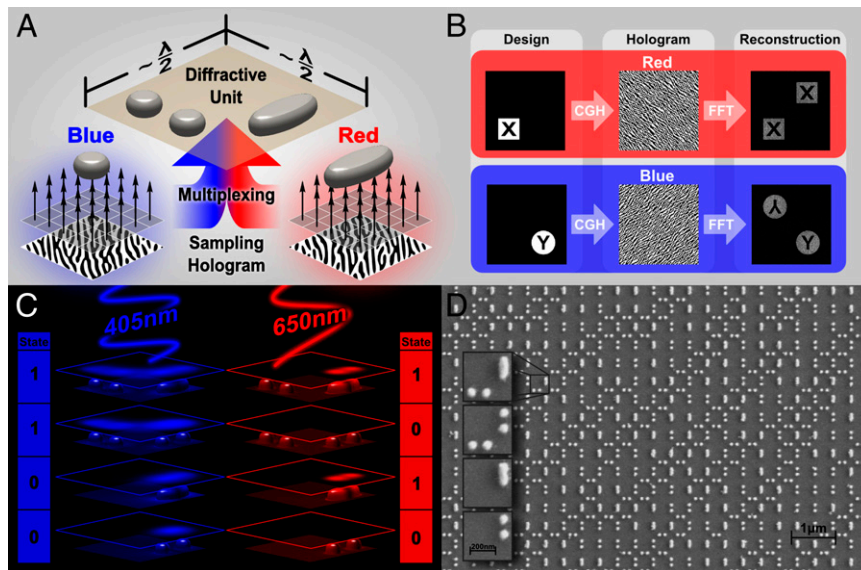 A
~ λ/2
~ λ/2
Diffractive
Unit
Blue
Red
Multiplexing
Sampling
Hologram
B
Design
Hologram
Reconstruction
Red
X
CGH
FFT
X
X
Blue
Y
CGH
FFT
Y
Y
C
405nm
650nm
State
State
1
1
1
0
0
1
0
0
D
200nm
1μm